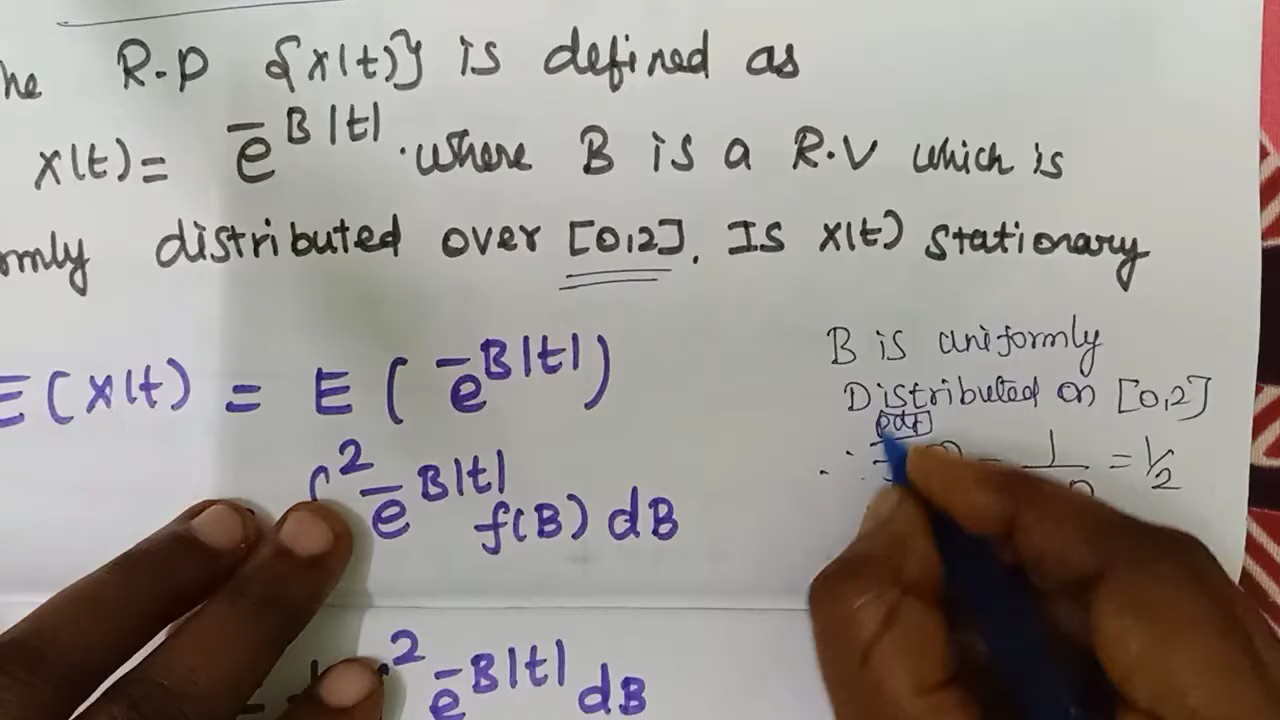 R.P {X(t)} is defined as
X(t) = e^-B|t| . where B is a R.V which is
distributed over [0,2]. Is X(t) stationary
E(X(t) = E( e^-B|t| )
B is uniformly
Distributed on [0,2]
pdf
∴ = 1 = 1/2
∫ 2 e^-B|t| f(B) dB
2 e^-B|t| dB